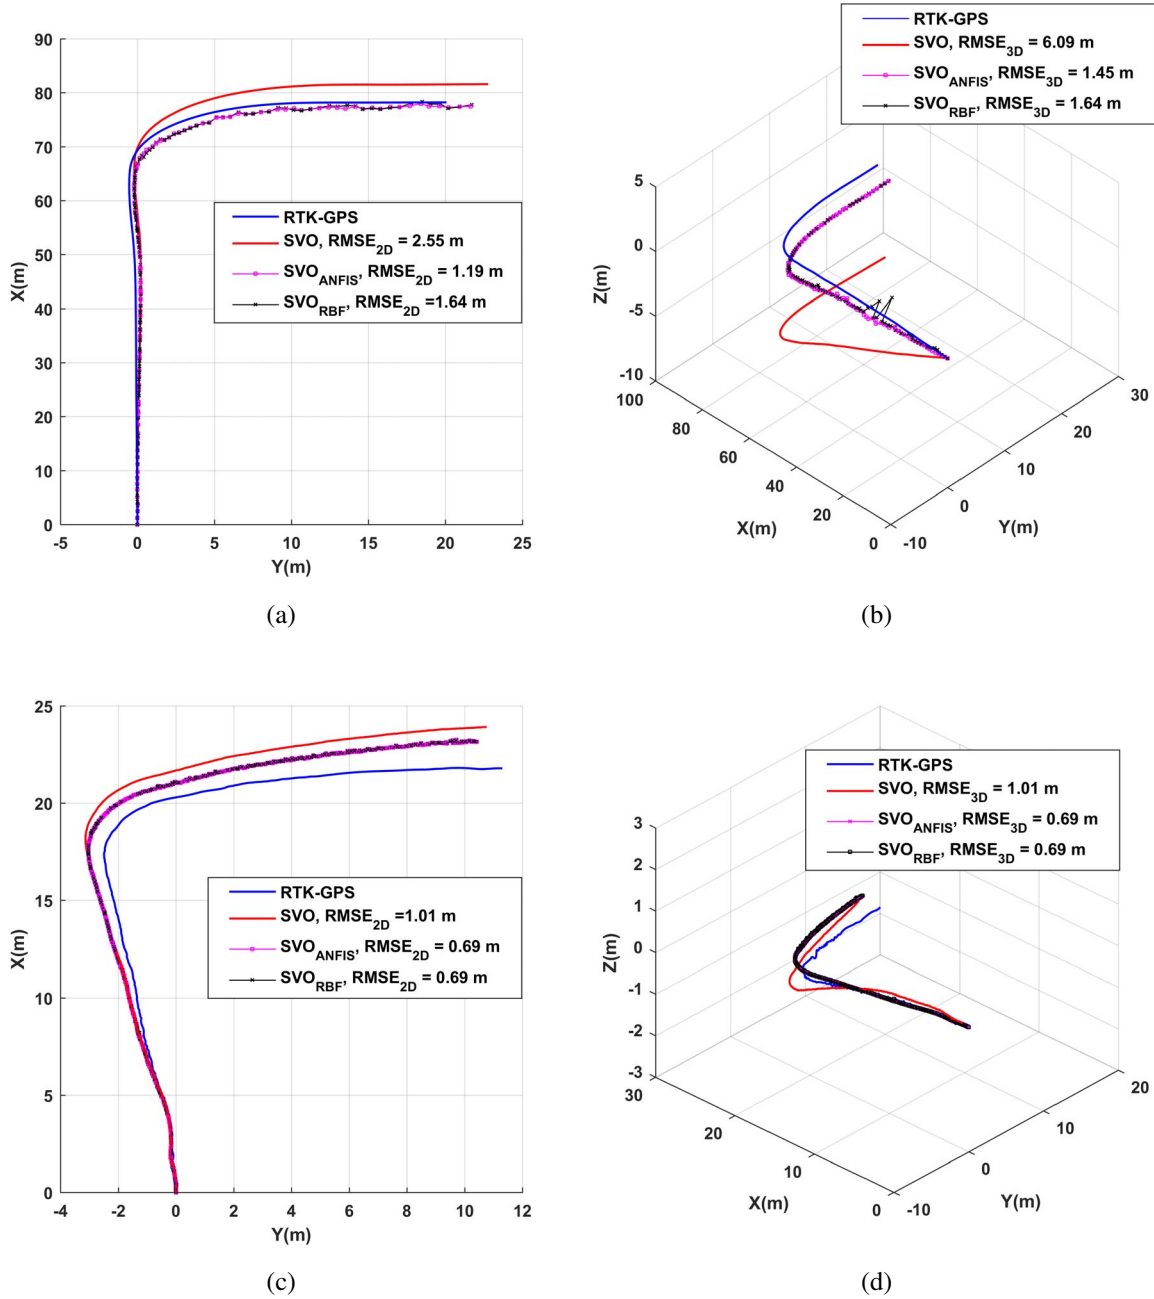 RTK-GPS
SVO, RMSE3D = 6.09 m
SVOANFIS, RMSE3D = 1.45 m
SVORBF, RMSE3D = 1.64 m
90
80
70
60
50
40
30
20
10
0
X(m)
RTK-GPS
SVO, RMSE2D = 2.55 m
SVOANFIS, RMSE2D = 1.19 m
SVORBF, RMSE2D =1.64 m
-5 0 5 10 15 20 25
Y(m)
(a)
5
0
-5
-10
Z(m)
100 80 60 40 20 0
X(m)
-10 0 10 20 30
Y(m)
(b)
25
20
15
10
5
0
X(m)
RTK-GPS
SVO, RMSE2D =1.01 m
SVOANFIS, RMSE2D = 0.69 m
SVORBF, RMSE2D = 0.69 m
-4 -2 0 2 4 6 8 10 12
Y(m)
(c)
RTK-GPS
SVO, RMSE3D = 1.01 m
SVOANFIS, RMSE3D = 0.69 m
SVORBF, RMSE3D = 0.69 m
3
2
1
0
-1
-2
-3
Z(m)
30 20 10 0
X(m)
-10 0 10 20
Y(m)
(d)